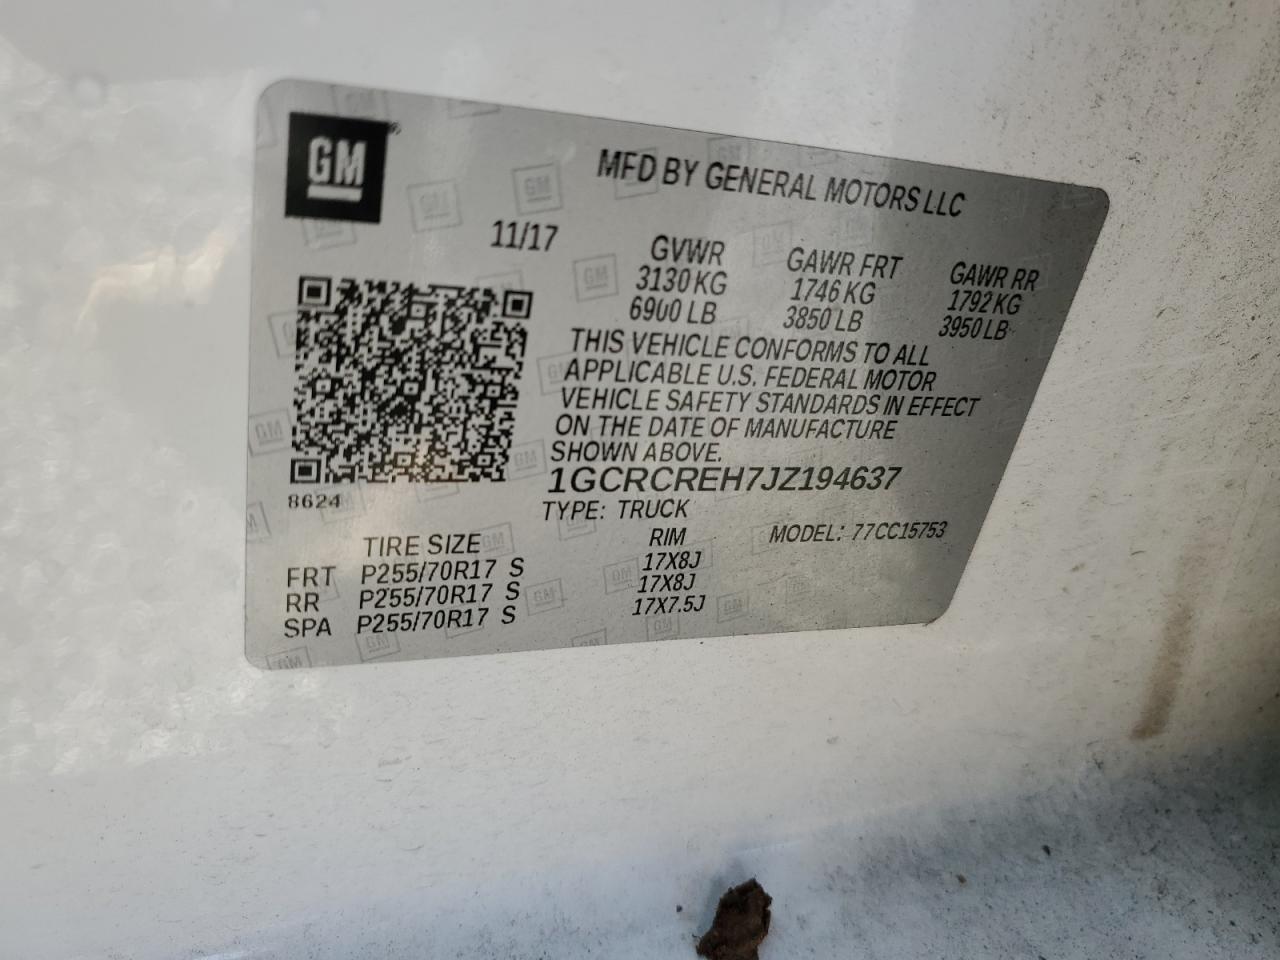 GM
MFD BY GENERAL MOTORS LLC
11/17
GVWR GAWR FRT GAWR RR
3130 KG 1746 KG 1792 KG
6900 LB 3850 LB 3950 LB
THIS VEHICLE CONFORMS TO ALL
APPLICABLE U.S. FEDERAL MOTOR
VEHICLE SAFETY STANDARDS IN EFFECT
ON THE DATE OF MANUFACTURE
SHOWN ABOVE.
1GCRCREH7JZ194637
8624
TYPE: TRUCK
MODEL: 77CC15753
TIRE SIZE RIM
FRT P255/70R17 S 17X8J
RR P255/70R17 S 17X8J
SPA P255/70R17 S 17X7.5J